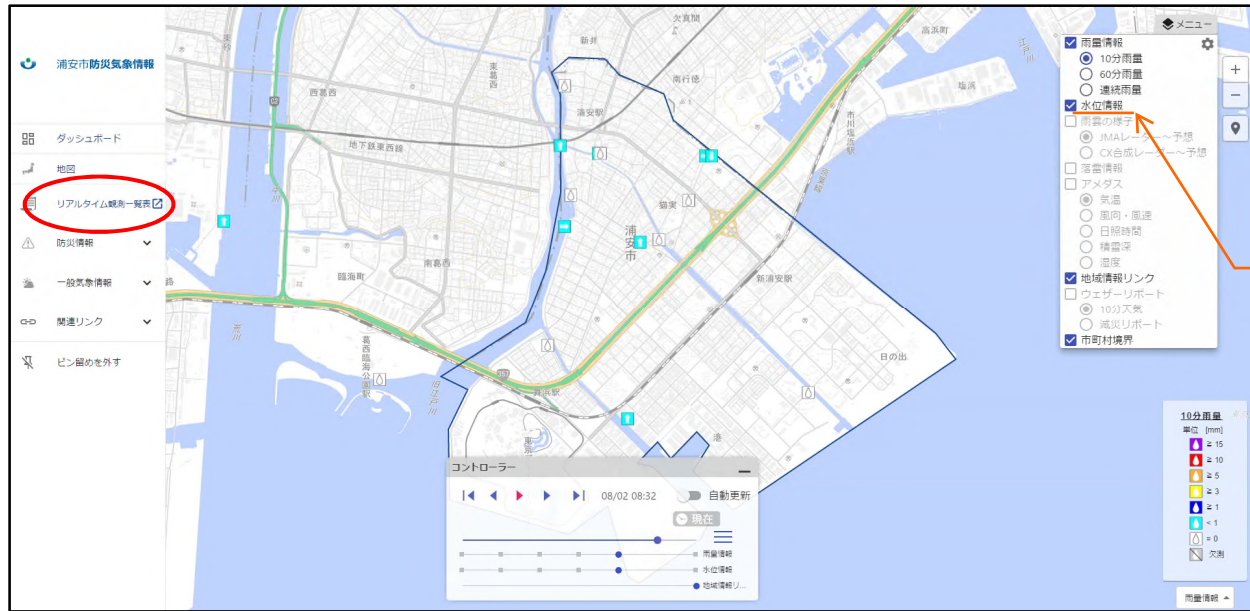 浦安市防災気象情報
ダッシュボード
地図
リアルタイム観測一覧表
防災情報
一般気象情報
関連リンク
ピン留めを外す
メニュー
雨量情報
10分雨量
60分雨量
連続雨量
水位情報
雨雲の様子
JMAレーダー～予想
CX合成レーダー～予想
落雷情報
アメダス
気温
風向・風速
日照時間
積雪深
湿度
地域情報リンク
ウェザーリポート
10分天気
減災リポート
市町村境界
+
−
欠真間
新井
南行徳
高浜町
塩浜
江戸川
東葛西
西葛西
浦安駅
地下鉄東西線
市川塩浜駅
猫実
浦安市
南葛西
臨海町
新浦安駅
中川
荒川
葛西臨海公園駅
旧江戸川
357
舞浜駅
日の出
港
コントローラー
08/02 08:32
自動更新
現在
雨量情報
水位情報
地域情報リ...
10分雨量
単位 [mm]
≧ 15
≧ 10
≧ 5
≧ 3
≧ 1
< 1
= 0
欠測
雨量情報